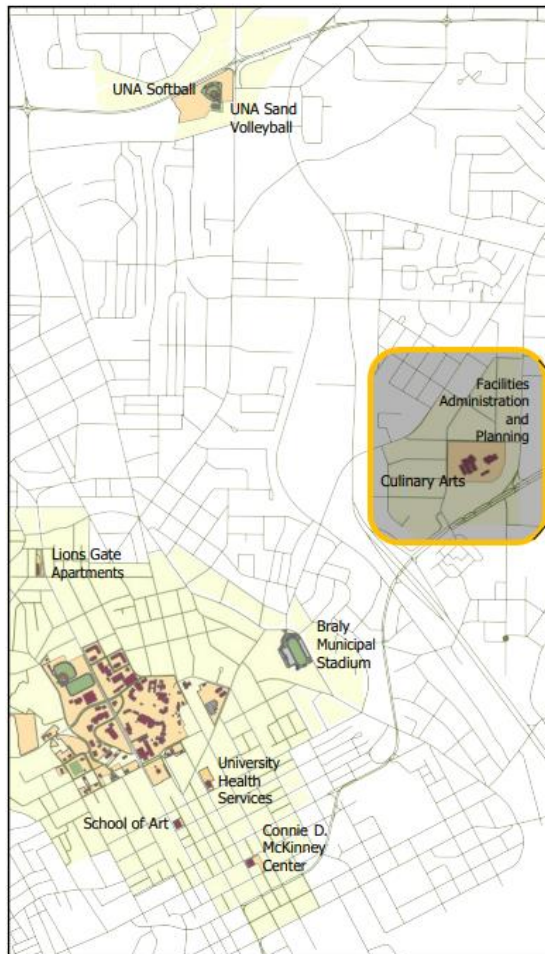 UNA Softball
UNA Sand
Volleyball
Facilities
Administration
and
Planning
Culinary Arts
Lions Gate
Apartments
Braly
Municipal
Stadium
University
Health
Services
School of Art
Connie D.
McKinney
Center